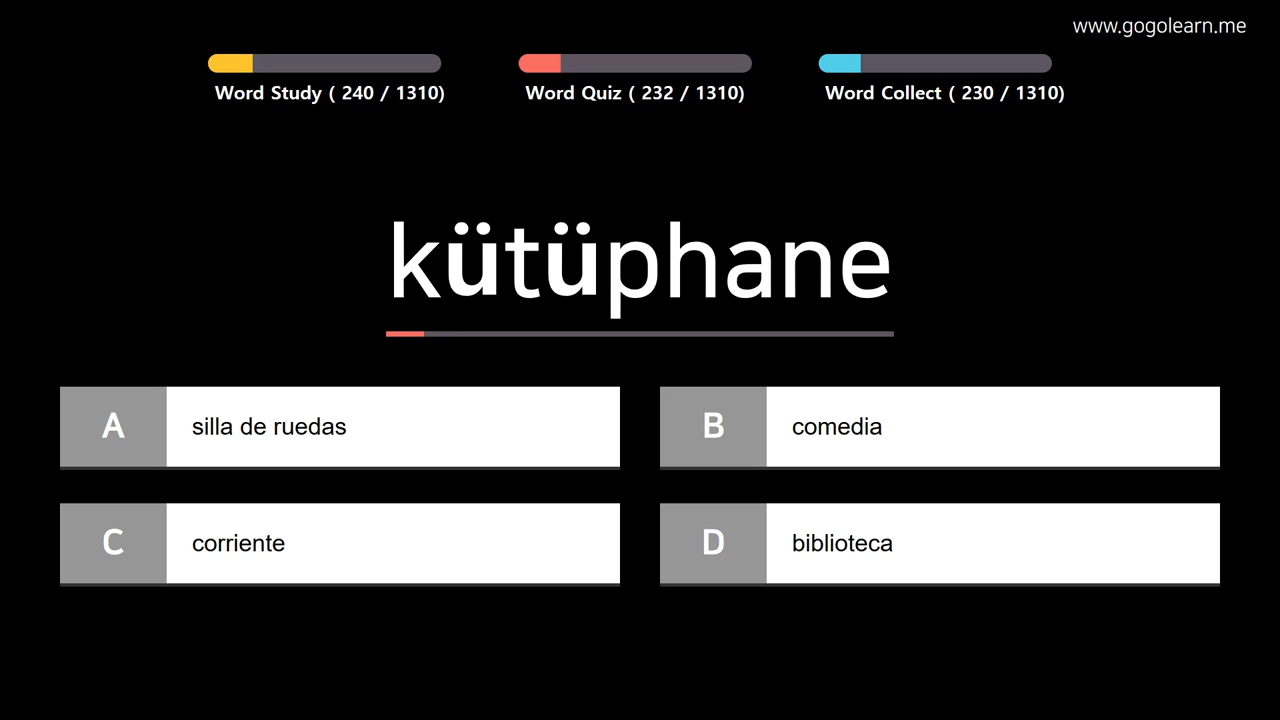 www.gogolearn.me
Word Study ( 240 / 1310)
Word Quiz ( 232 / 1310)
Word Collect ( 230 / 1310)
kütüphane
A silla de ruedas
B comedia
C corriente
D biblioteca